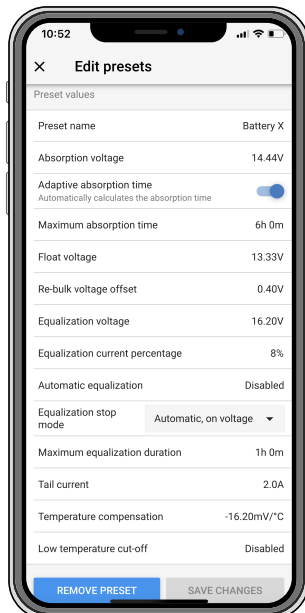 10:52
Edit presets
Preset values
Preset name Battery X
Absorption voltage 14.44V
Adaptive absorption time
Automatically calculates the absorption time
Maximum absorption time 6h 0m
Float voltage 13.33V
Re-bulk voltage offset 0.40V
Equalization voltage 16.20V
Equalization current percentage 8%
Automatic equalization Disabled
Equalization stop
mode Automatic, on voltage
Maximum equalization duration 1h 0m
Tail current 2.0A
Temperature compensation -16.20mV/°C
Low temperature cut-off Disabled
REMOVE PRESET SAVE CHANGES